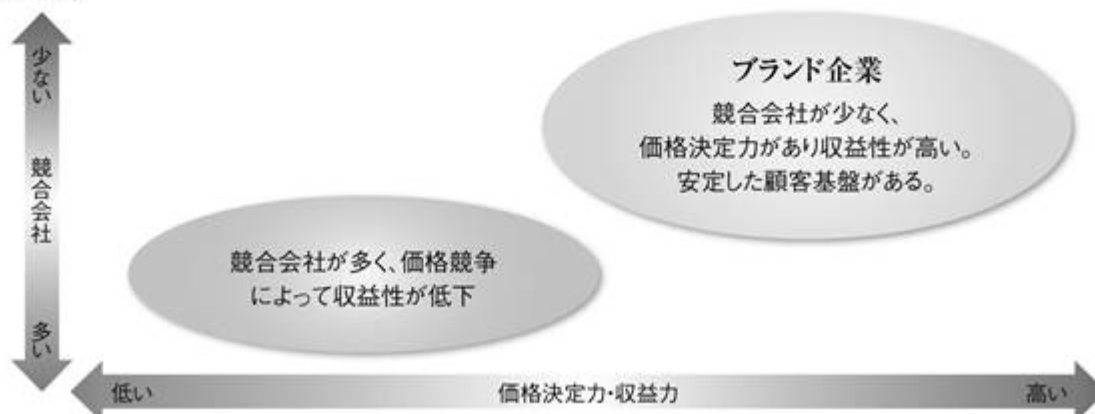 少ない
競合会社
多い
ブランド企業
競合会社が少なく、
価格決定力があり収益性が高い。
安定した顧客基盤がある。
競合会社が多く、価格競争
によって収益性が低下
低い
価格決定力・収益力
高い